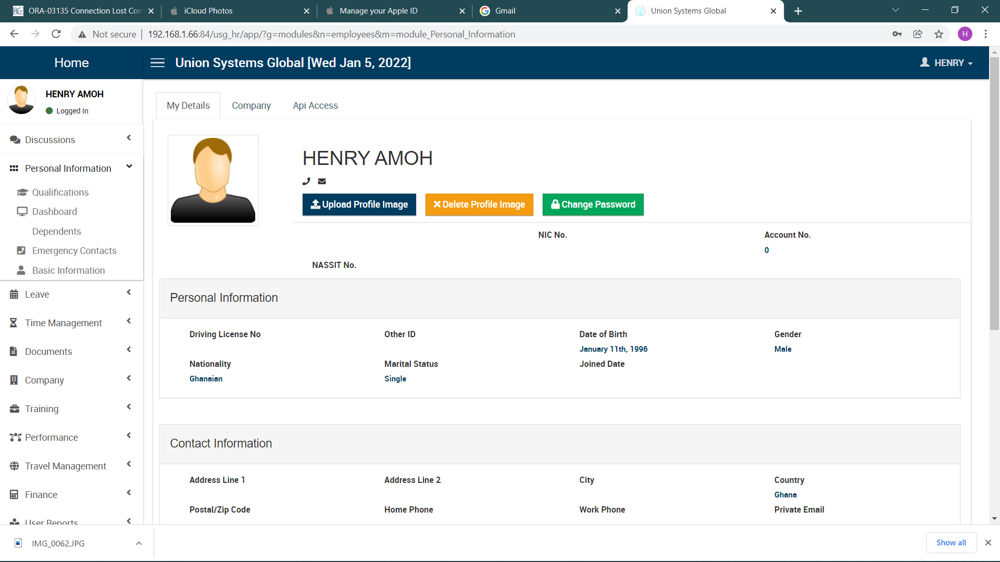 ORA-03135 Connection Lost Con
iCloud Photos
Manage your Apple ID
Gmail
Union Systems Global
Not secure
192.168.1.66:84/usg_hr/app/?g=modules&n=employees&m=module_Personal_Information
H
Home
Union Systems Global [Wed Jan 5, 2022]
HENRY
HENRY AMOH
Logged In
Discussions
Personal Information
Qualifications
Dashboard
Dependents
Emergency Contacts
Basic Information
Leave
Time Management
Documents
Company
Training
Performance
Travel Management
Finance
User Reports
My Details
Company
Api Access
HENRY AMOH
Upload Profile Image
Delete Profile Image
Change Password
NIC No.
Account No.
0
NASSIT No.
Personal Information
Driving License No
Other ID
Date of Birth
January 11th, 1996
Gender
Male
Nationality
Ghanaian
Marital Status
Single
Joined Date
Contact Information
Address Line 1
Address Line 2
City
Country
Ghana
Postal/Zip Code
Home Phone
Work Phone
Private Email
IMG_0062.JPG
Show all